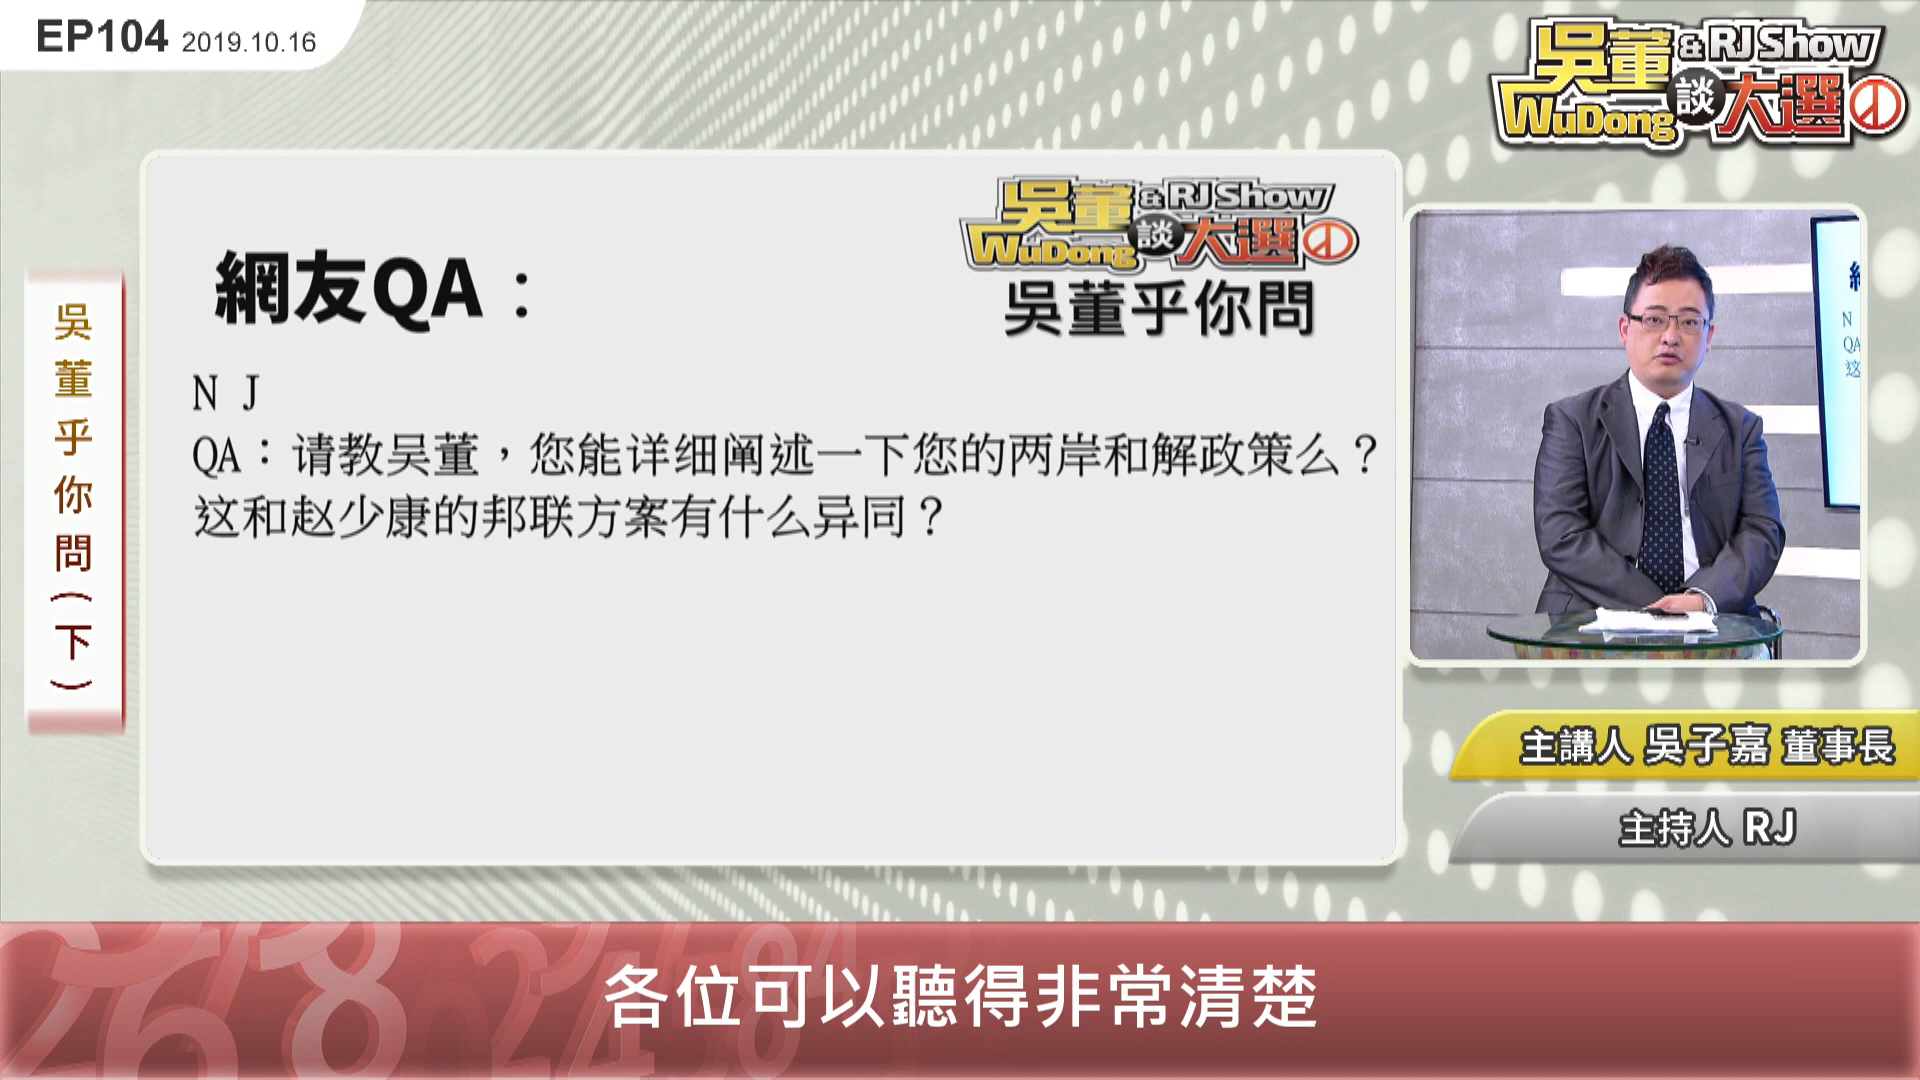 EP104 2019.10.16
吳董 & RJ Show
WuDong 談 大選
吳董 & RJ Show
WuDong 談 大選
吳董乎你問
網友QA：
N J
QA：请教吴董，您能详细阐述一下您的两岸和解政策么？
这和赵少康的邦联方案有什么异同？
吳董乎你問(下)
N
QA
这
主講人 吳子嘉 董事長
主持人 RJ
各位可以聽得非常清楚